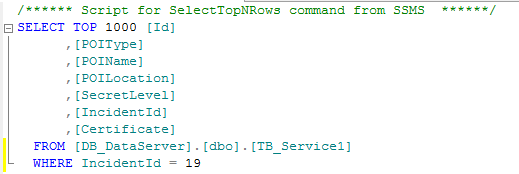 /****** Script for SelectTopNRows command from SSMS  ******/
SELECT TOP 1000 [Id]
      ,[POIType]
      ,[POIName]
      ,[POILocation]
      ,[SecretLevel]
      ,[IncidentId]
      ,[Certificate]
  FROM [DB_DataServer].[dbo].[TB_Service1]
  WHERE IncidentId = 19